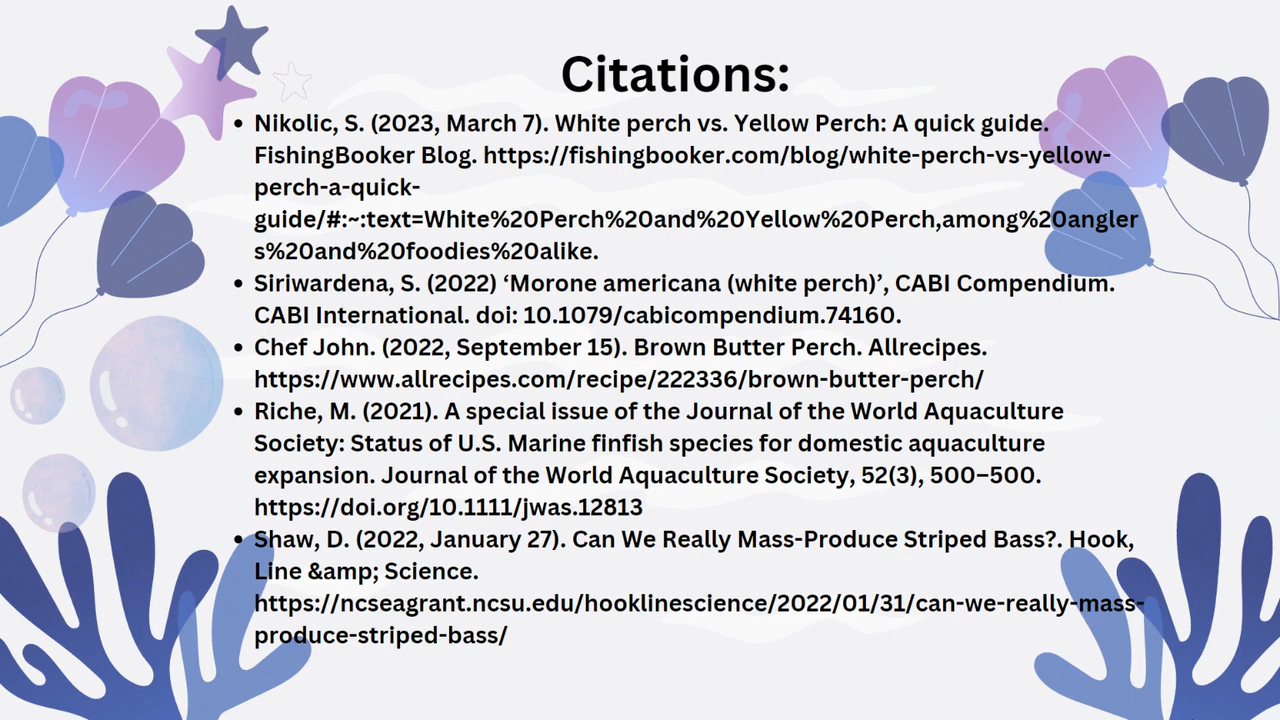 Citations:
• Nikolic, S. (2023, March 7). White perch vs. Yellow Perch: A quick guide.
FishingBooker Blog. https://fishingbooker.com/blog/white-perch-vs-yellow-
perch-a-quick-
guide/#:~:text=White%20Perch%20and%20Yellow%20Perch,among%20angler
s%20and%20foodies%20alike.
• Siriwardena, S. (2022) ‘Morone americana (white perch)’, CABI Compendium.
CABI International. doi: 10.1079/cabicompendium.74160.
• Chef John. (2022, September 15). Brown Butter Perch. Allrecipes.
https://www.allrecipes.com/recipe/222336/brown-butter-perch/
• Riche, M. (2021). A special issue of the Journal of the World Aquaculture
Society: Status of U.S. Marine finfish species for domestic aquaculture
expansion. Journal of the World Aquaculture Society, 52(3), 500–500.
https://doi.org/10.1111/jwas.12813
• Shaw, D. (2022, January 27). Can We Really Mass-Produce Striped Bass?. Hook,
Line &amp; Science.
https://ncseagrant.ncsu.edu/hooklinescience/2022/01/31/can-we-really-mass-
produce-striped-bass/